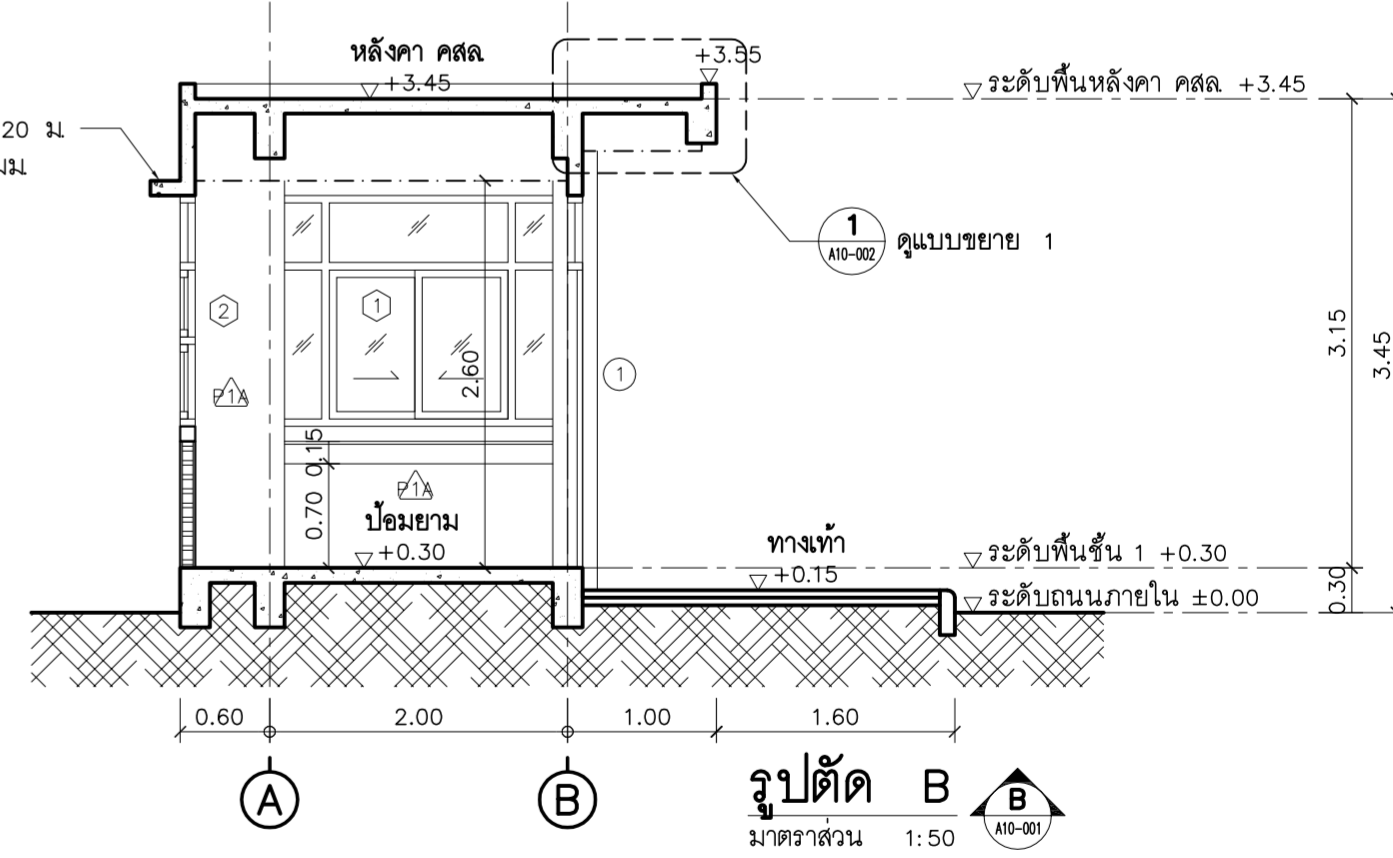 หลังคา คสล.
+3.45
+3.55
ระดับพื้นหลังคา คสล. +3.45
20 ม.
มม.
1
A10-002
ดูแบบขยาย 1
2
1
P1A
2.60
1
3.15
3.45
0.70 0.15
P1A
ป้อมยาม
+0.30
ทางเท้า
+0.15
ระดับพื้นชั้น 1 +0.30
ระดับถนนภายใน ±0.00
0.30
0.60
2.00
1.00
1.60
A
B
รูปตัด B
มาตราส่วน 1:50
B
A10-001